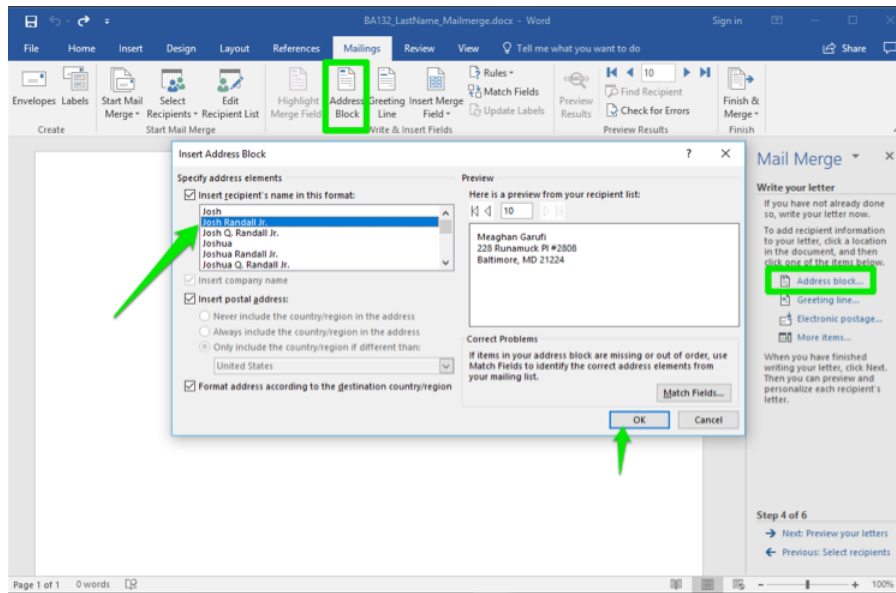 BA132_LastName_Mailmerge.docx - Word
Sign in
File Home Insert Design Layout References Mailings Review View Tell me what you want to do Share
Envelopes Labels
Create
Start Mail Merge
Select Recipients
Edit Recipient List
Start Mail Merge
Highlight Merge Field
Address Block
Greeting Line
Insert Merge Field
Rules
Match Fields
Update Labels
Write & Insert Fields
Preview Results
10
Find Recipient
Check for Errors
Preview Results
Finish & Merge
Finish
Insert Address Block ?
Specify address elements
Insert recipient's name in this format:
Josh
Josh Randall Jr.
Josh Q. Randall Jr.
Joshua
Joshua Randall Jr.
Joshua Q. Randall Jr.
Insert company name
Insert postal address:
Never include the country/region in the address
Always include the country/region in the address
Only include the country/region if different than:
United States
Format address according to the destination country/region
Preview
Here is a preview from your recipient list:
10
Meaghan Garufi
228 Runamuck Pl #2808
Baltimore, MD 21224
Correct Problems
If items in your address block are missing or out of order, use
Match Fields to identify the correct address elements from
your mailing list.
Match Fields...
OK Cancel
Mail Merge
Write your letter
If you have not already done
so, write your letter now.
To add recipient information
to your letter, click a location
in the document, and then
click one of the items below.
Address block...
Greeting line...
Electronic postage...
More items...
When you have finished
writing your letter, click Next.
Then you can preview and
personalize each recipient's
letter.
Step 4 of 6
Next: Preview your letters
Previous: Select recipients
Page 1 of 1 0 words
100%